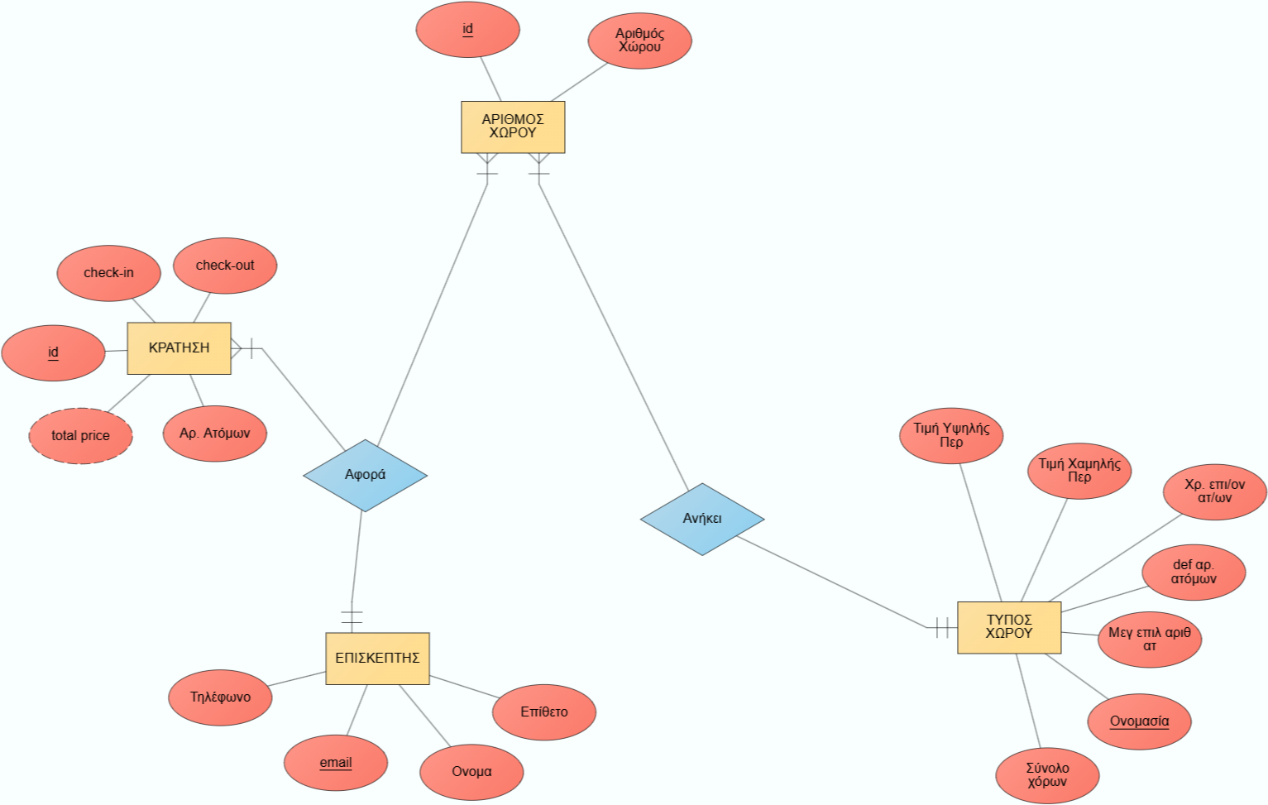 id
Αριθμός
Χώρου
ΑΡΙΘΜΟΣ
ΧΩΡΟΥ
check-in
check-out
id
ΚΡΑΤΗΣΗ
total price
Αρ. Ατόμων
Αφορά
Ανήκει
Τιμή Υψηλής
Περ
Τιμή Χαμηλής
Περ
Χρ. επι/ον
ατ/ων
def αρ.
ατόμων
ΤΥΠΟΣ
ΧΩΡΟΥ
Μεγ επιλ αριθ
ατ
Ονομασία
Σύνολο
χόρων
ΕΠΙΣΚΕΠΤΗΣ
Τηλέφωνο
email
Ονομα
Επίθετο